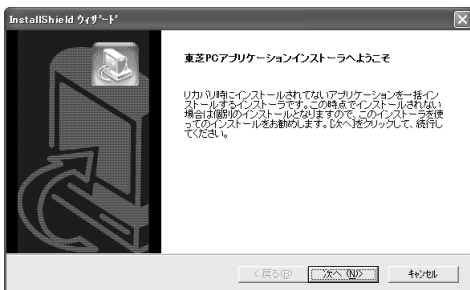 InstallShield ウィザード
東芝PCアプリケーションインストーラへようこそ
リカバリ時にインストールされてないアプリケーションを一括イン
ストールするインストーラです。この時点でインストールされない
場合は個別のインストールとなりますので、このインストーラを使
ってのインストールをお勧めします。[次へ]をクリックして、続行し
てください。
< 戻る(B)
次へ (N)>
キャンセル